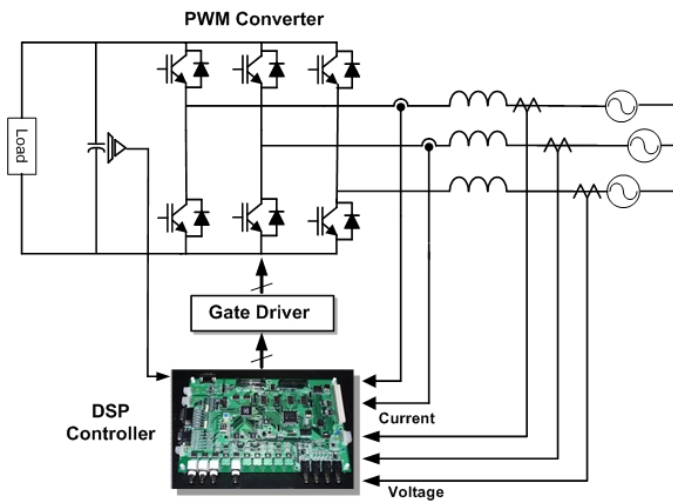 PWM Converter
Load
Gate Driver
DSP
Controller
Current
Voltage